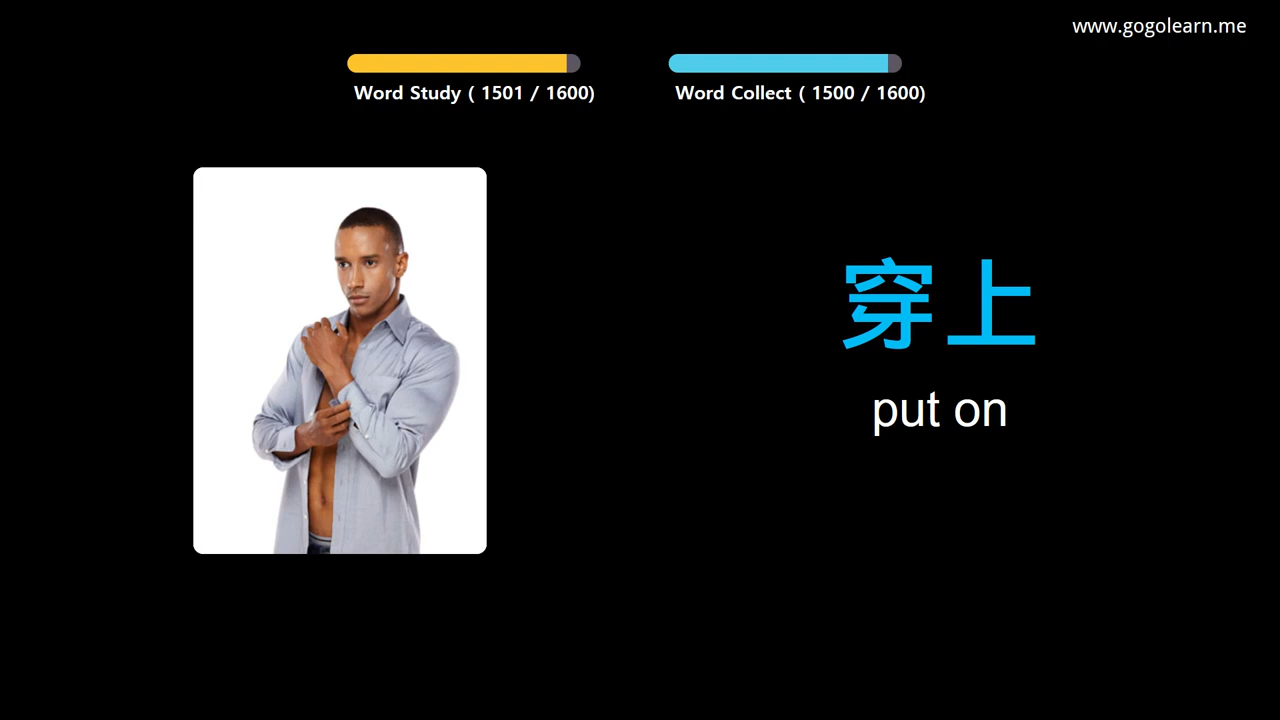 www.gogolearn.me
Word Study ( 1501 / 1600)
Word Collect ( 1500 / 1600)
穿上
put on